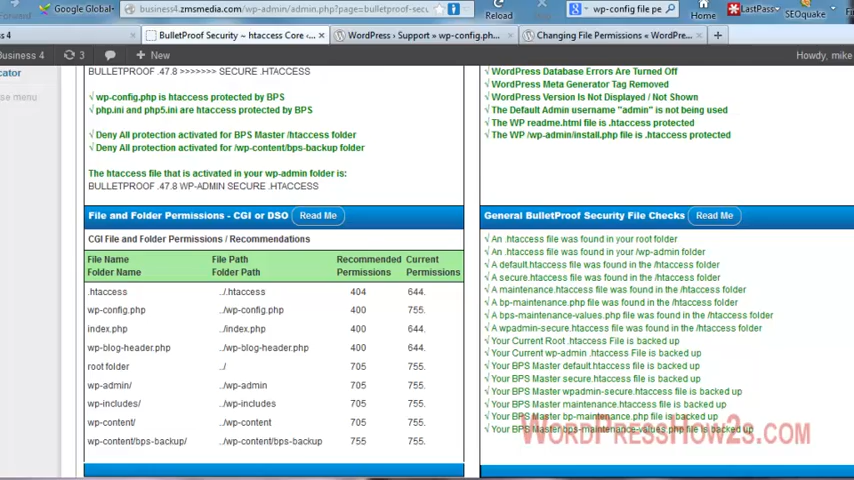 Google Global
business4.zmsmedia.com/wp-admin/admin.php?page=bulletproof-secu
Reload
wp-config file pe
Home
LastPass
SEOquake
s 4
BulletProof Security ~ htaccess Core ‹...
WordPress › Support » wp-config.ph...
Changing File Permissions « WordPre...
usiness 4
3
+ New
Howdy, mike
ator
se menu
BULLETPROOF .47.8 >>>>>>> SECURE .HTACCESS
√ wp-config.php is htaccess protected by BPS
√ php.ini and php5.ini are htaccess protected by BPS
√ Deny All protection activated for BPS Master /htaccess folder
√ Deny All protection activated for /wp-content/bps-backup folder
The htaccess file that is activated in your wp-admin folder is:
BULLETPROOF .47.8 WP-ADMIN SECURE .HTACCESS
√ WordPress Database Errors Are Turned Off
√ WordPress Meta Generator Tag Removed
√ WordPress Version Is Not Displayed / Not Shown
√ The Default Admin username "admin" is not being used
√ The WP readme.html file is .htaccess protected
√ The WP /wp-admin/install.php file is .htaccess protected
File and Folder Permissions - CGI or DSO Read Me
CGI File and Folder Permissions / Recommendations
File Name File Path Recommended Current
Folder Name Folder Path Permissions Permissions
.htaccess ../.htaccess 404 644.
wp-config.php ../wp-config.php 400 755.
index.php ../index.php 400 644.
wp-blog-header.php ../wp-blog-header.php 400 644.
root folder ../ 705 755.
wp-admin/ ../wp-admin 705 755.
wp-includes/ ../wp-includes 705 755.
wp-content/ ../wp-content 705 755.
wp-content/bps-backup/ ../wp-content/bps-backup 755 755.
General BulletProof Security File Checks Read Me
√ An .htaccess file was found in your root folder
√ An .htaccess file was found in your /wp-admin folder
√ A default.htaccess file was found in the /htaccess folder
√ A secure.htaccess file was found in the /htaccess folder
√ A maintenance.htaccess file was found in the /htaccess folder
√ A bp-maintenance.php file was found in the /htaccess folder
√ A bps-maintenance-values.php file was found in the /htaccess folder
√ A wpadmin-secure.htaccess file was found in the /htaccess folder
√ Your Current Root .htaccess File is backed up
√ Your Current wp-admin .htaccess File is backed up
√ Your BPS Master default.htaccess file is backed up
√ Your BPS Master secure.htaccess file is backed up
√ Your BPS Master wpadmin-secure.htaccess file is backed up
√ Your BPS Master maintenance.htaccess file is backed up
√ Your BPS Master bp-maintenance.php file is backed up
√ Your BPS Master bps-maintenance-values.php file is backed up
WORDPRESSHOW2S.COM